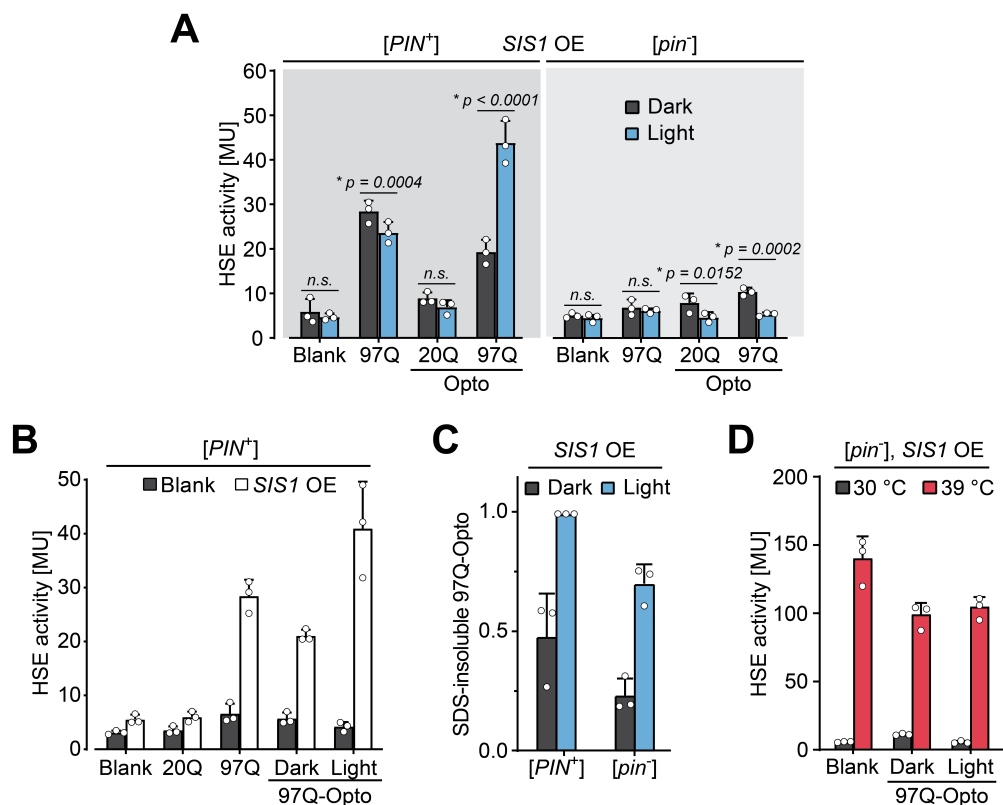 A
[PIN⁺] SIS1 OE [pin⁻]
HSE activity [MU]
60
50
40
30
20
10
0
Dark
Light
n.s.
* p = 0.0004
n.s.
* p < 0.0001
n.s.
n.s.
* p = 0.0152
* p = 0.0002
Blank 97Q 20Q 97Q Blank 97Q 20Q 97Q
Opto Opto
B
[PIN⁺]
Blank SIS1 OE
HSE activity [MU]
50
40
30
20
10
0
Blank 20Q 97Q Dark Light
97Q-Opto
C
SIS1 OE
Dark Light
SDS-insoluble 97Q-Opto
1.0
0.5
0.0
[PIN⁺] [pin⁻]
D
[pin⁻], SIS1 OE
30 °C 39 °C
HSE activity [MU]
200
150
100
50
0
Blank Dark Light
97Q-Opto